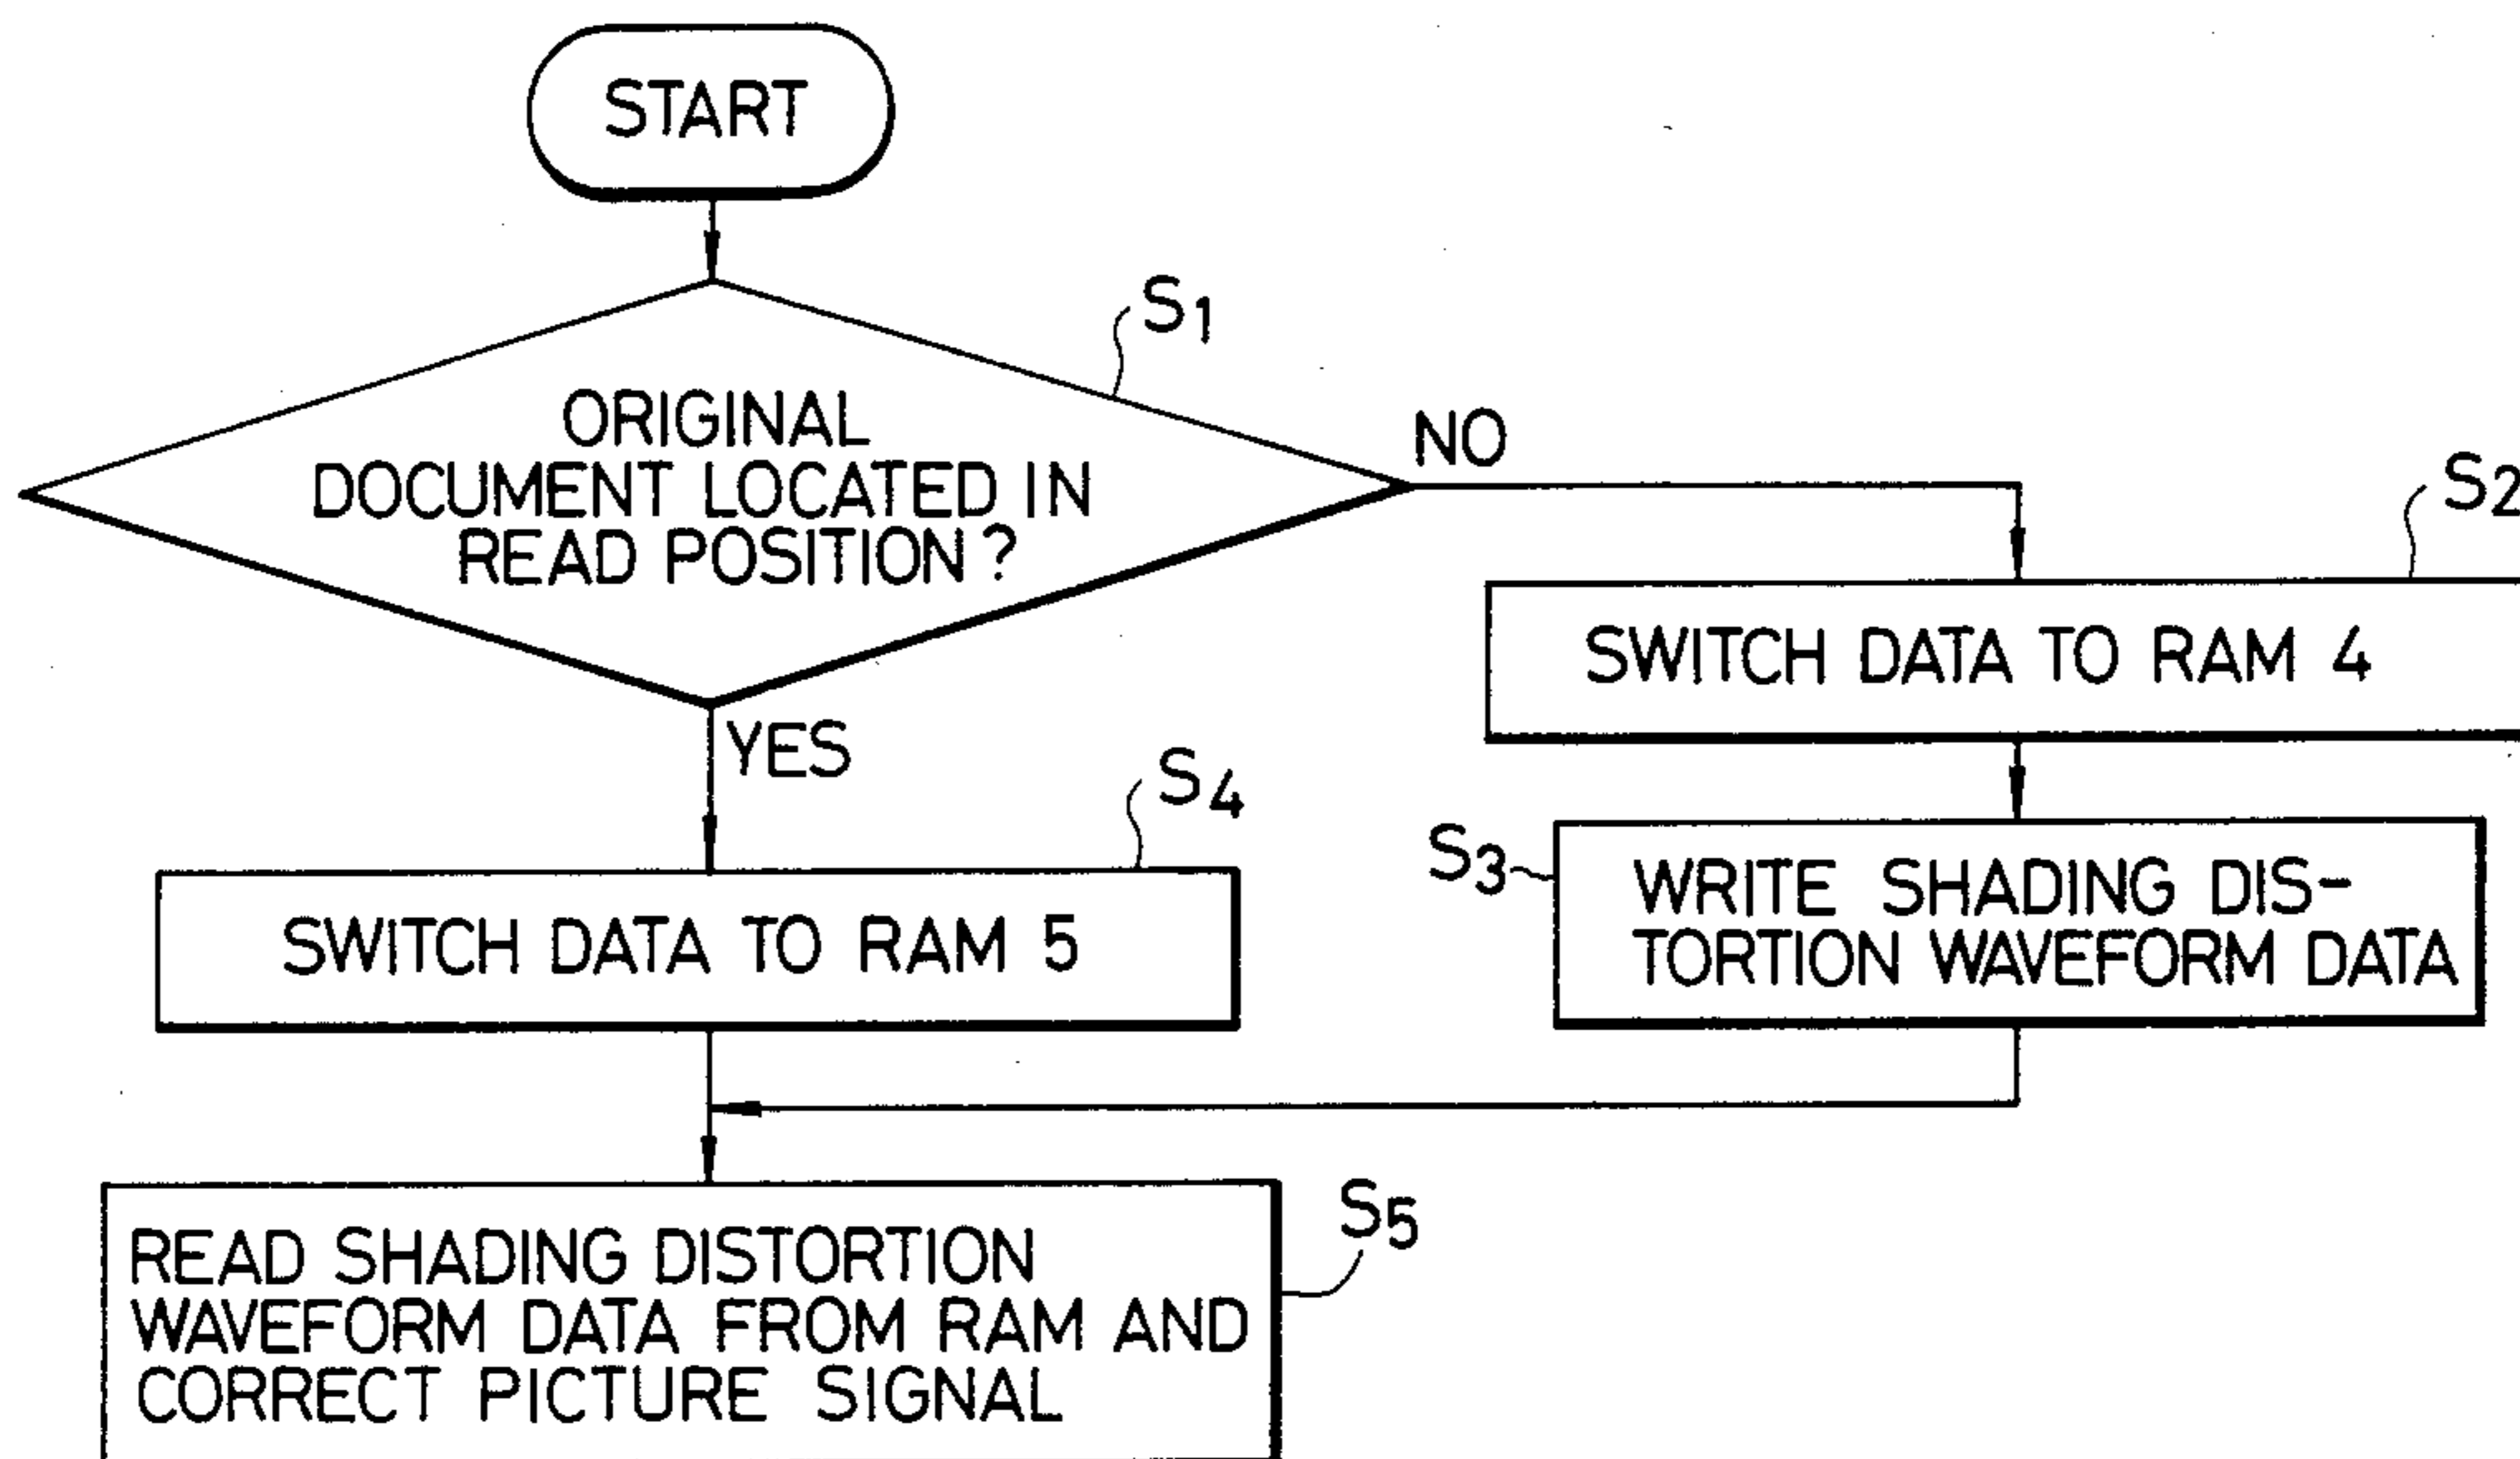 START
S1
ORIGINAL
DOCUMENT LOCATED IN
READ POSITION?
NO
S2
SWITCH DATA TO RAM 4
YES
S4
SWITCH DATA TO RAM 5
S3
WRITE SHADING DIS-
TORTION WAVEFORM DATA
S5
READ SHADING DISTORTION
WAVEFORM DATA FROM RAM AND
CORRECT PICTURE SIGNAL